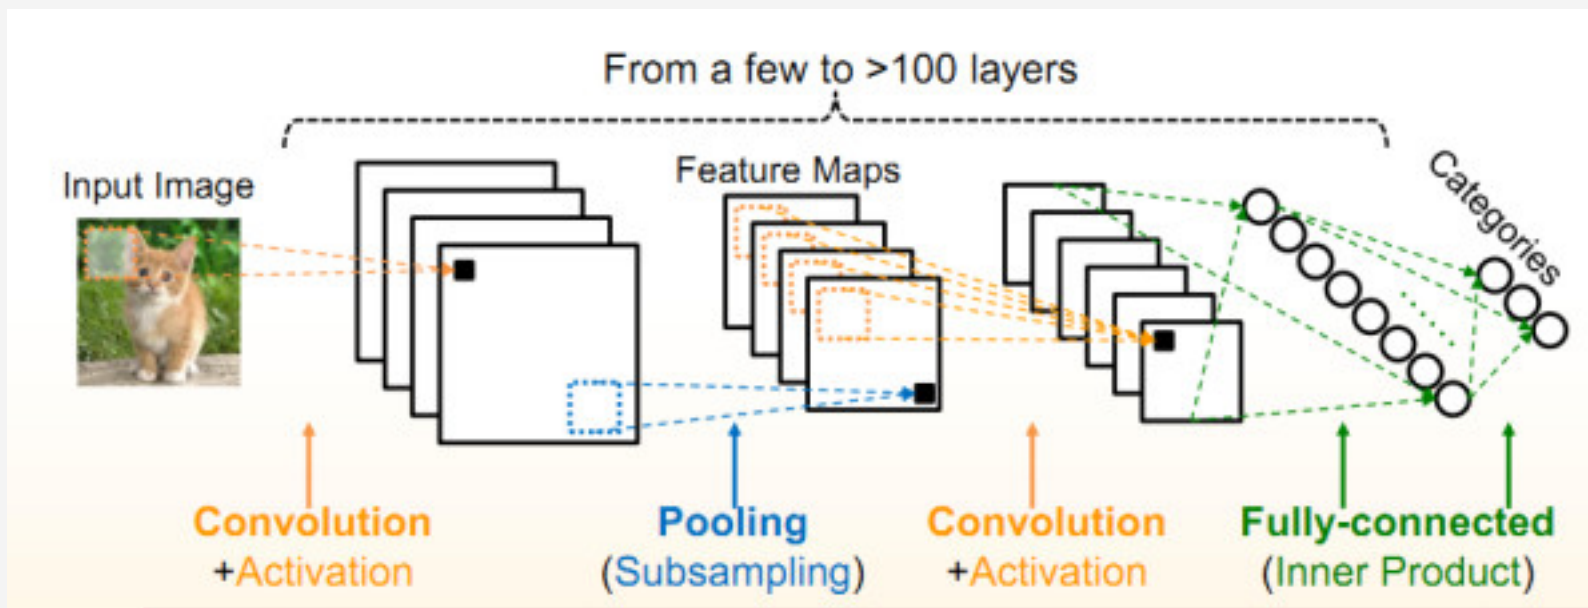 From a few to >100 layers
Input Image
Feature Maps
Categories
Convolution
+Activation
Pooling
(Subsampling)
Convolution
+Activation
Fully-connected
(Inner Product)